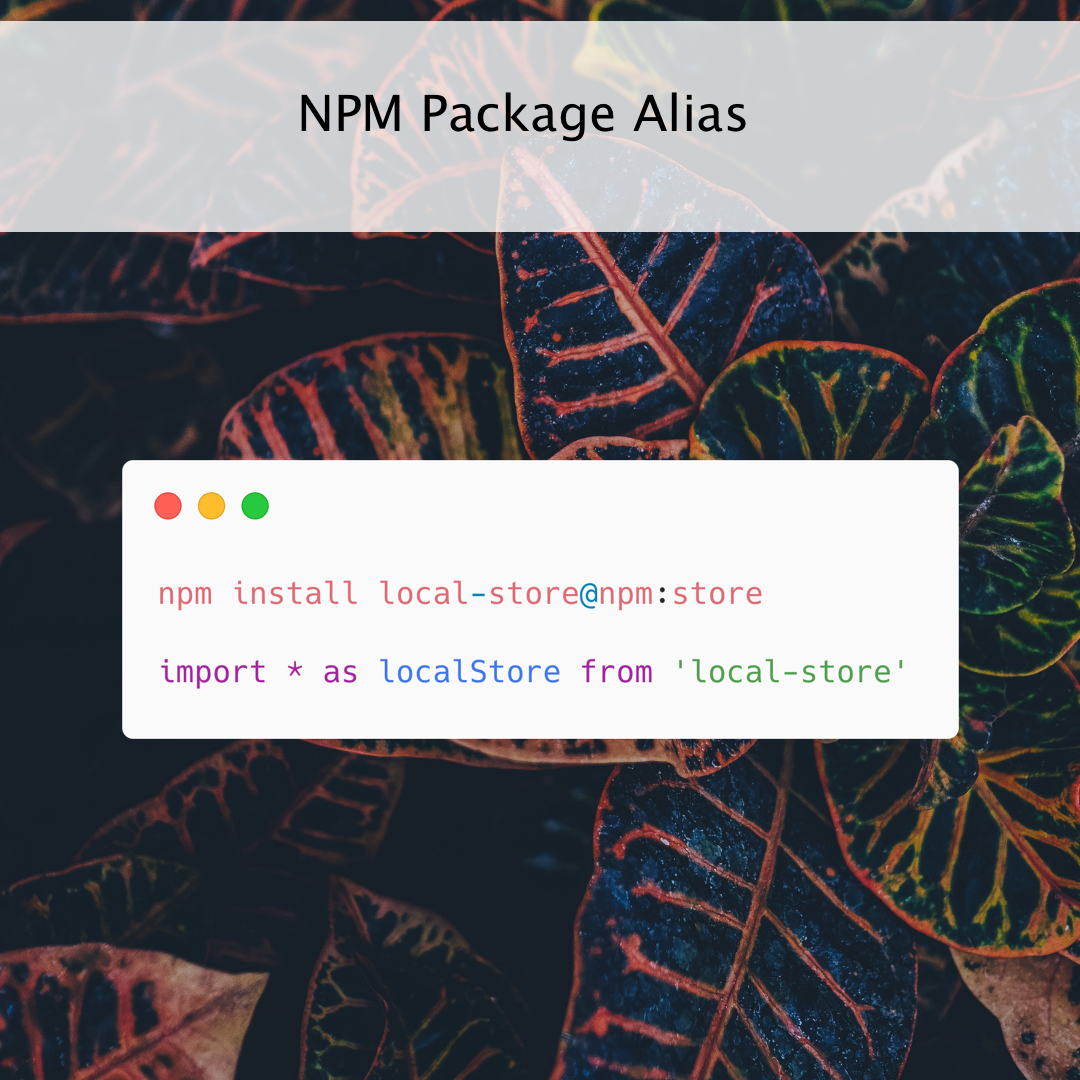 NPM Package Alias
npm install local-store@npm:store
import * as localStore from 'local-store'